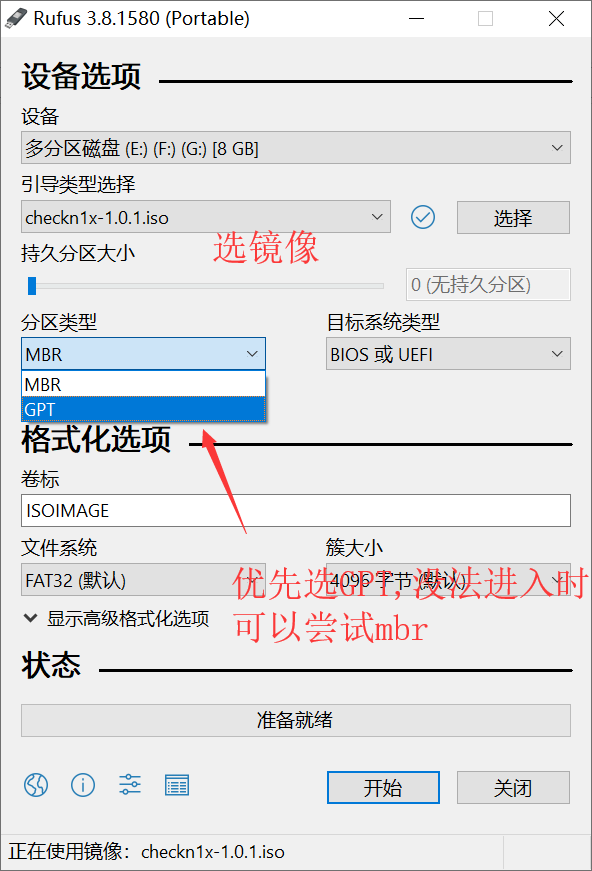 Rufus 3.8.1580 (Portable)
设备选项
设备
多分区磁盘 (E:) (F:) (G:) [8 GB]
引导类型选择
checkn1x-1.0.1.iso
选择
选镜像
持久分区大小
0 (无持久分区)
分区类型
目标系统类型
MBR
BIOS 或 UEFI
MBR
GPT
格式化选项
卷标
ISOIMAGE
文件系统
簇大小
FAT32 (默认)
4096 字节 (默认)
优先选GPT,没法进入时
可以尝试mbr
显示高级格式化选项
状态
准备就绪
开始
关闭
正在使用镜像：checkn1x-1.0.1.iso